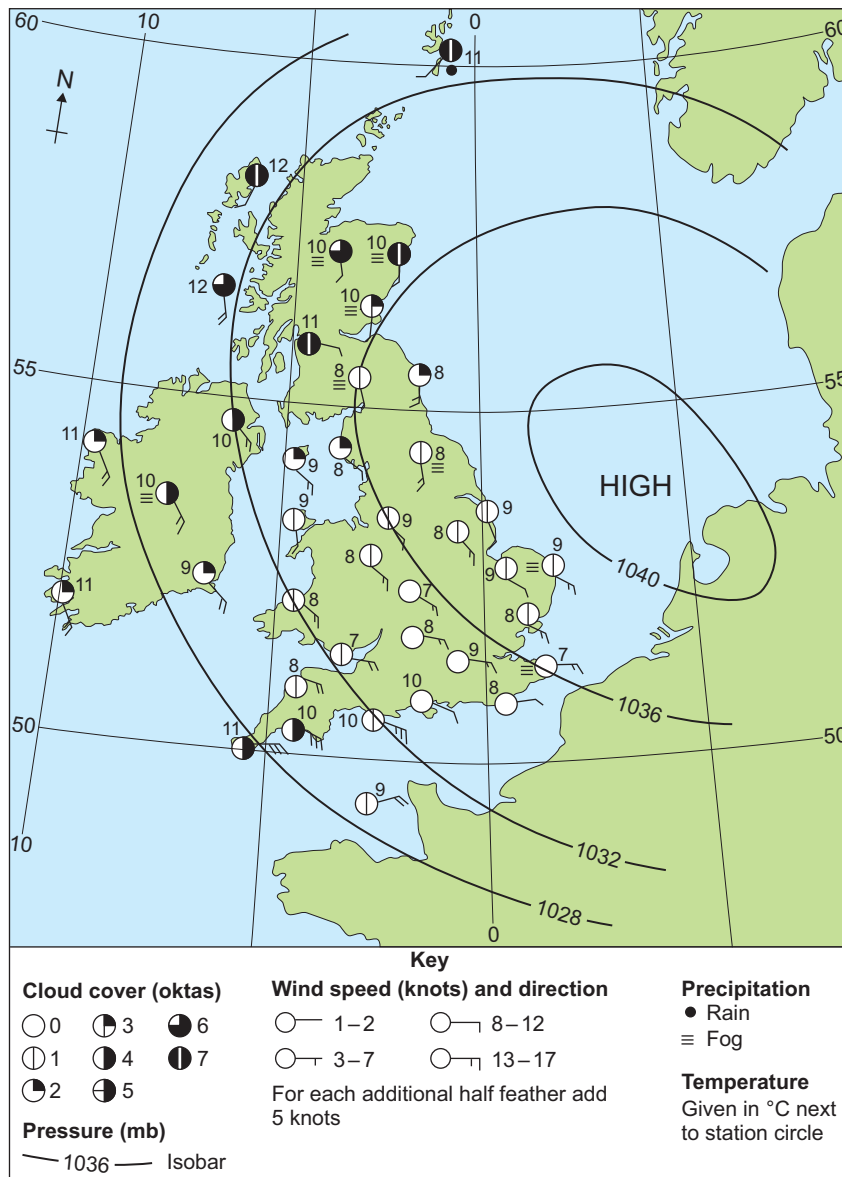 60 10 0 60
11
N
12
10 10
12
10
11
8 8
55 55
11 10 9 8 8
10 9 9 9
HIGH
8 8 9
9 9 7
1040
11 8 8
7 8 9 7
8
10 8
1036
10 10
11
50 50
9
10
1032
1028
0
Key
Cloud cover (oktas)
0 3 6
1 4 7
2 5
Pressure (mb)
1036 Isobar
Wind speed (knots) and direction
1–2 8–12
3–7 13–17
For each additional half feather add
5 knots
Precipitation
Rain
Fog
Temperature
Given in °C next
to station circle